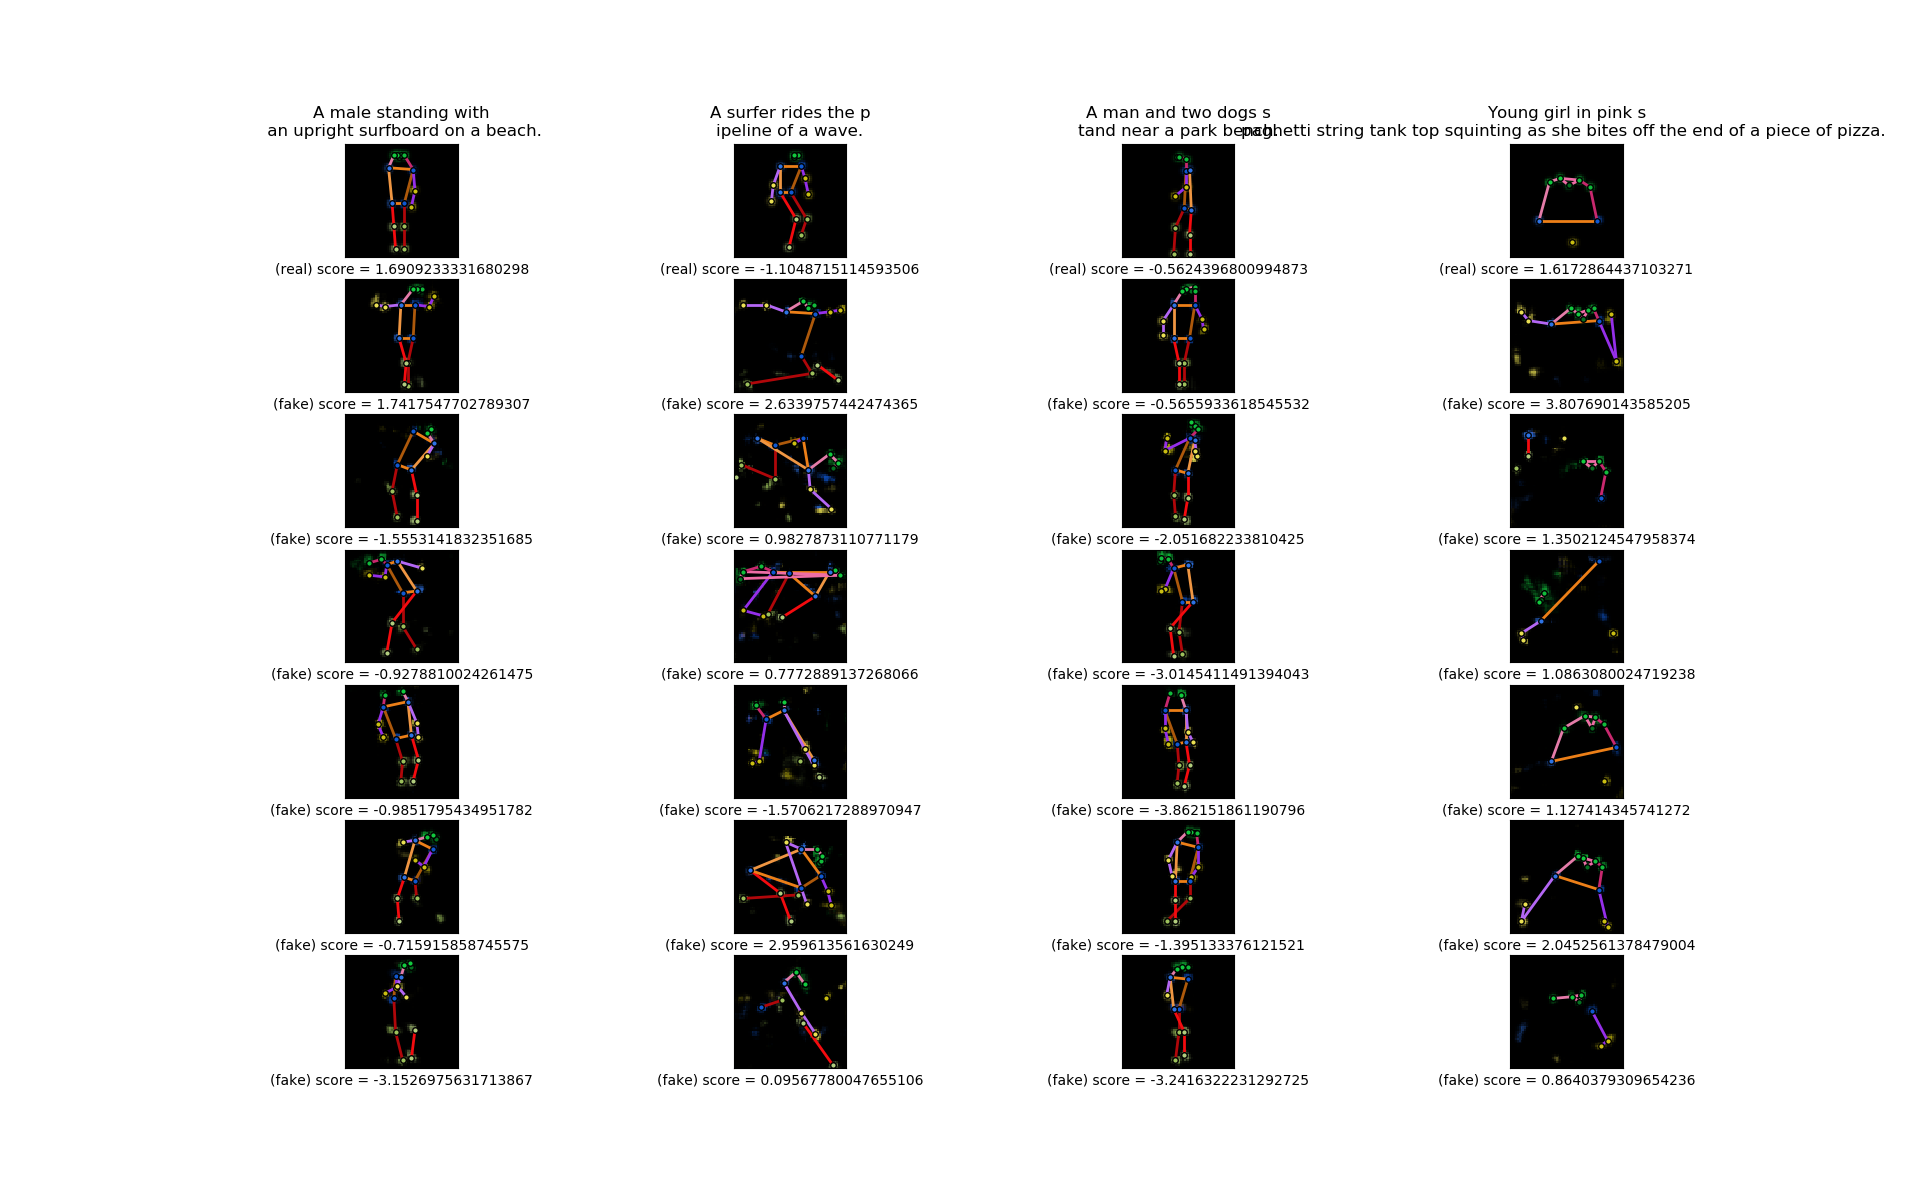 A male standing with
an upright surfboard on a beach.
A surfer rides the p
ipeline of a wave.
A man and two dogs s
tand near a park bench.
Young girl in pink s
paghetti string tank top squinting as she bites off the end of a piece of pizza.
(real) score = 1.6909233331680298
(real) score = -1.1048715114593506
(real) score = -0.5624396800994873
(real) score = 1.6172864437103271
(fake) score = 1.7417547702789307
(fake) score = 2.6339757442474365
(fake) score = -0.5655933618545532
(fake) score = 3.807690143585205
(fake) score = -1.5553141832351685
(fake) score = 0.9827873110771179
(fake) score = -2.051682233810425
(fake) score = 1.3502124547958374
(fake) score = -0.9278810024261475
(fake) score = 0.7772889137268066
(fake) score = -3.0145411491394043
(fake) score = 1.0863080024719238
(fake) score = -0.9851795434951782
(fake) score = -1.5706217288970947
(fake) score = -3.862151861190796
(fake) score = 1.127414345741272
(fake) score = -0.715915858745575
(fake) score = 2.959613561630249
(fake) score = -1.395133376121521
(fake) score = 2.0452561378479004
(fake) score = -3.1526975631713867
(fake) score = 0.09567780047655106
(fake) score = -3.2416322231292725
(fake) score = 0.8640379309654236